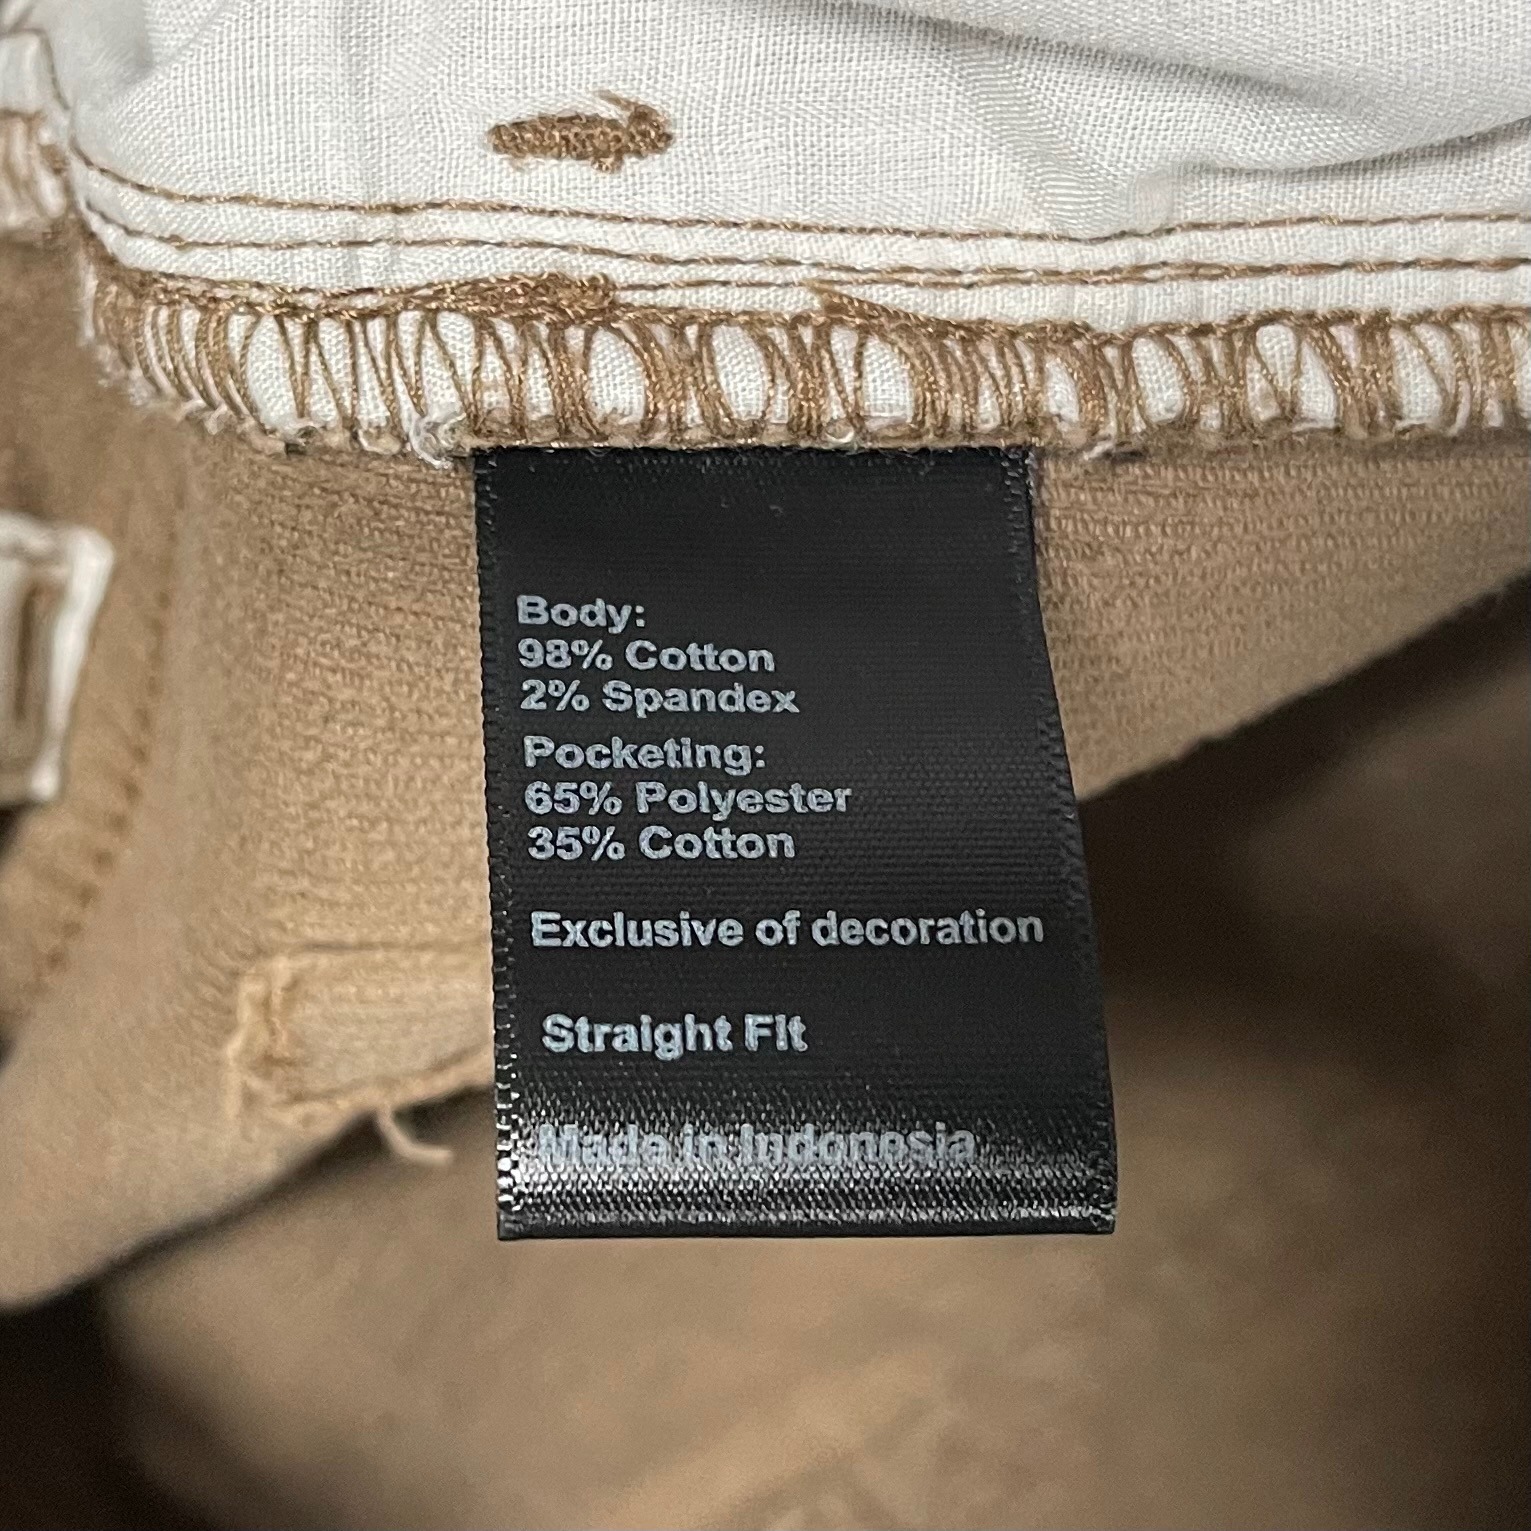 Body:
98% Cotton
2% Spandex
Pocketing:
65% Polyester
35% Cotton
Exclusive of decoration
Straight Fit
Made in Indonesia